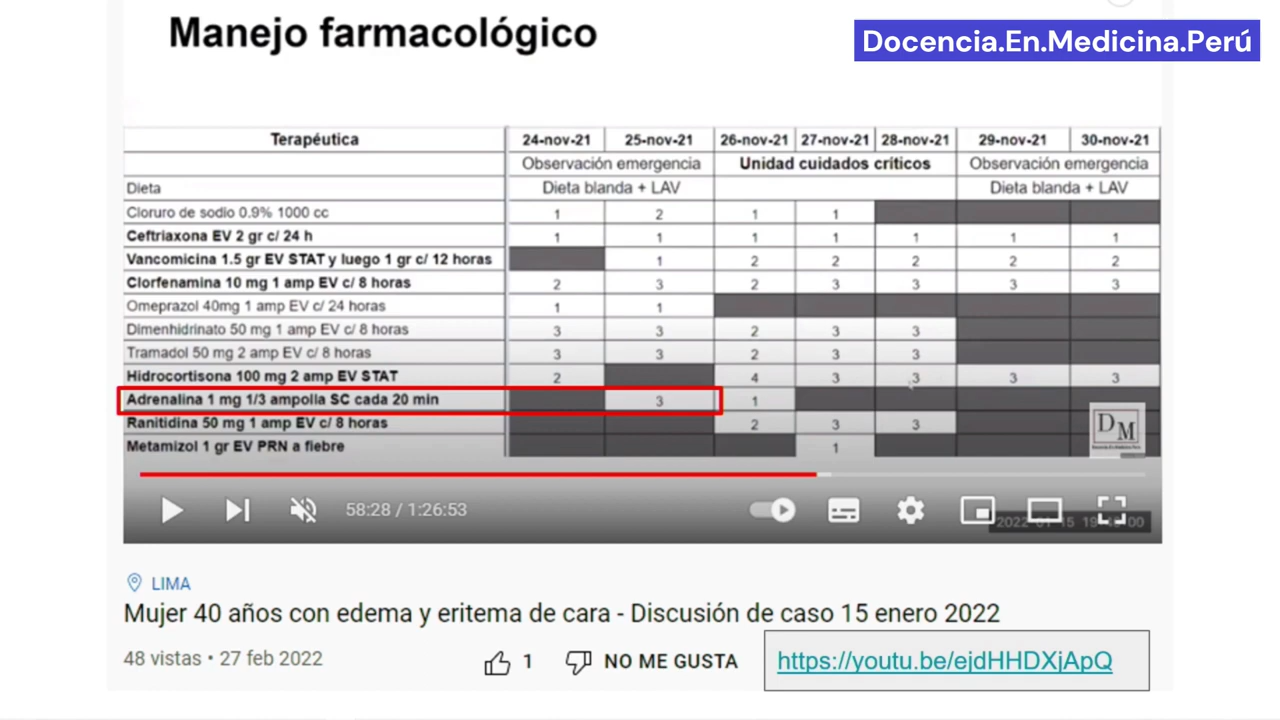 Manejo farmacológico
Docencia.En.Medicina.Perú
Terapéutica 24-nov-21 25-nov-21 26-nov-21 27-nov-21 28-nov-21 29-nov-21 30-nov-21
Observación emergencia Unidad cuidados críticos Observación emergencia
Dieta Dieta blanda + LAV Dieta blanda + LAV
Cloruro de sodio 0.9% 1000 cc 1 2 1 1
Ceftriaxona EV 2 gr c/ 24 h 1 1 1 1 1 1 1
Vancomicina 1.5 gr EV STAT y luego 1 gr c/ 12 horas 1 2 2 2 2 2
Clorfenamina 10 mg 1 amp EV c/ 8 horas 2 3 2 3 3 3 3
Omeprazol 40mg 1 amp EV c/ 24 horas 1 1
Dimenhidrinato 50 mg 1 amp EV c/ 8 horas 3 3 2 3 3
Tramadol 50 mg 2 amp EV c/ 8 horas 3 3 2 3 3
Hidrocortisona 100 mg 2 amp EV STAT 2 4 3 3 3 3
Adrenalina 1 mg 1/3 ampolla SC cada 20 min 3 1
Ranitidina 50 mg 1 amp EV c/ 8 horas 2 3 3
Metamizol 1 gr EV PRN a fiebre 1
DM
58:28 / 1:26:53
LIMA
Mujer 40 años con edema y eritema de cara - Discusión de caso 15 enero 2022
48 vistas • 27 feb 2022 1 NO ME GUSTA https://youtu.be/ejdHHDXjApQ